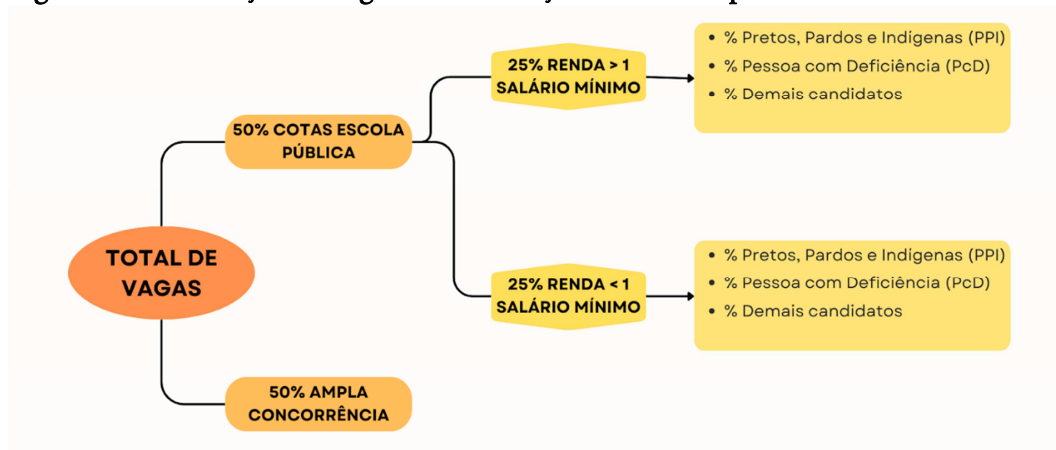 25% RENDA > 1
SALÁRIO MÍNIMO
• % Pretos, Pardos e Indígenas (PPI)
• % Pessoa com Deficiência (PcD)
• % Demais candidatos
50% COTAS ESCOLA
PÚBLICA
TOTAL DE
VAGAS
25% RENDA < 1
SALÁRIO MÍNIMO
• % Pretos, Pardos e Indígenas (PPI)
• % Pessoa com Deficiência (PcD)
• % Demais candidatos
50% AMPLA
CONCORRÊNCIA